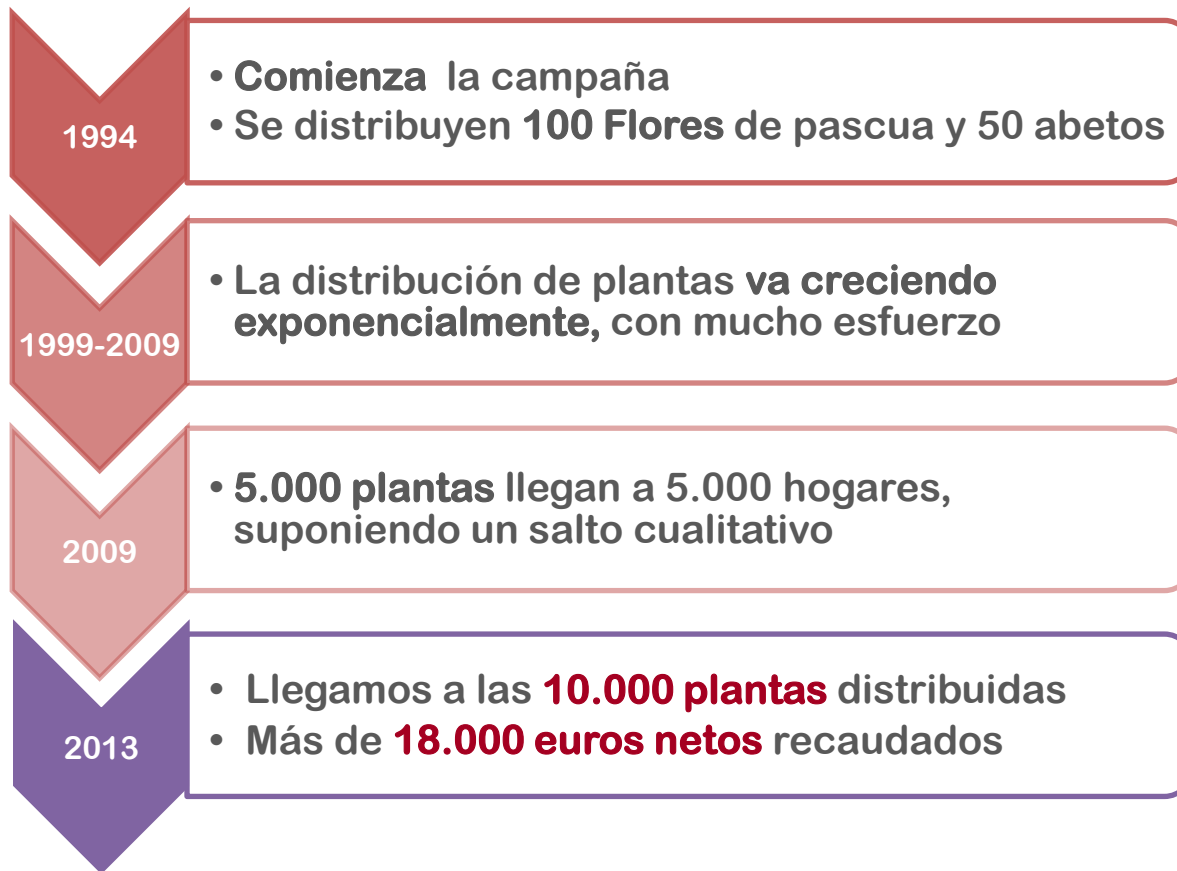 1994
• Comienza la campaña
• Se distribuyen 100 Flores de pascua y 50 abetos
1999-2009
• La distribución de plantas va creciendo
exponencialmente, con mucho esfuerzo
2009
• 5.000 plantas llegan a 5.000 hogares,
suponiendo un salto cualitativo
2013
• Llegamos a las 10.000 plantas distribuidas
• Más de 18.000 euros netos recaudados